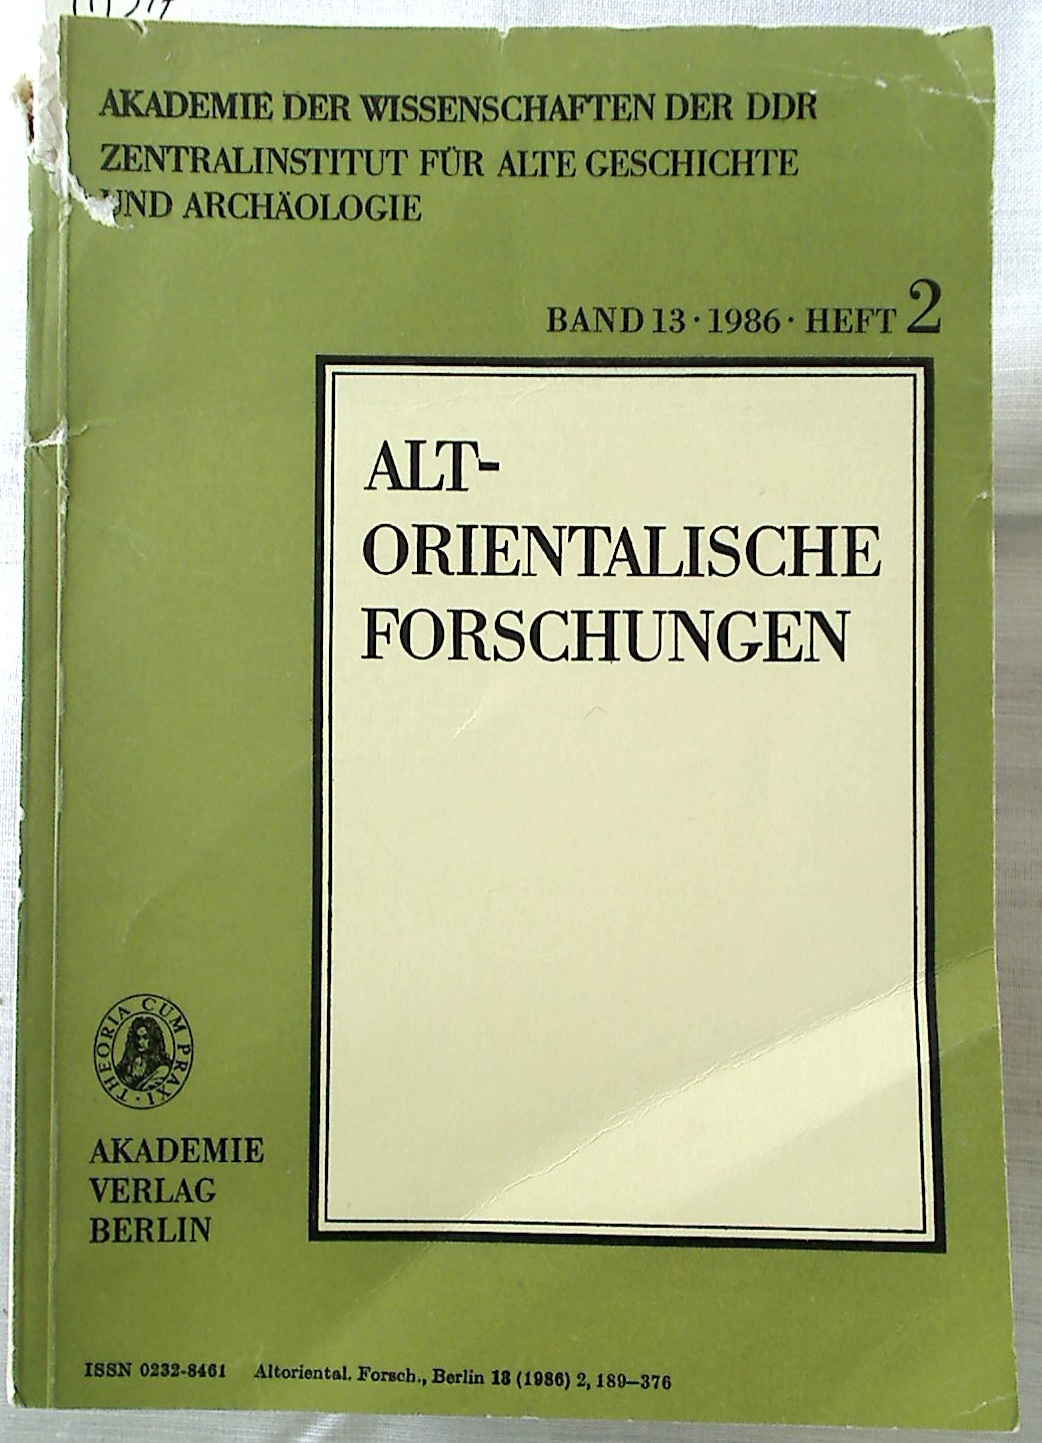 AKADEMIE DER WISSENSCHAFTEN DER DDR
ZENTRALINSTITUT FÜR ALTE GESCHICHTE
UND ARCHÄOLOGIE
BAND 13 · 1986 · HEFT 2
ALT-
ORIENTALISCHE
FORSCHUNGEN
THEORIA CUM PRAXI
AKADEMIE
VERLAG
BERLIN
ISSN 0232-8461 Altoriental. Forsch., Berlin 13 (1986) 2, 189–376